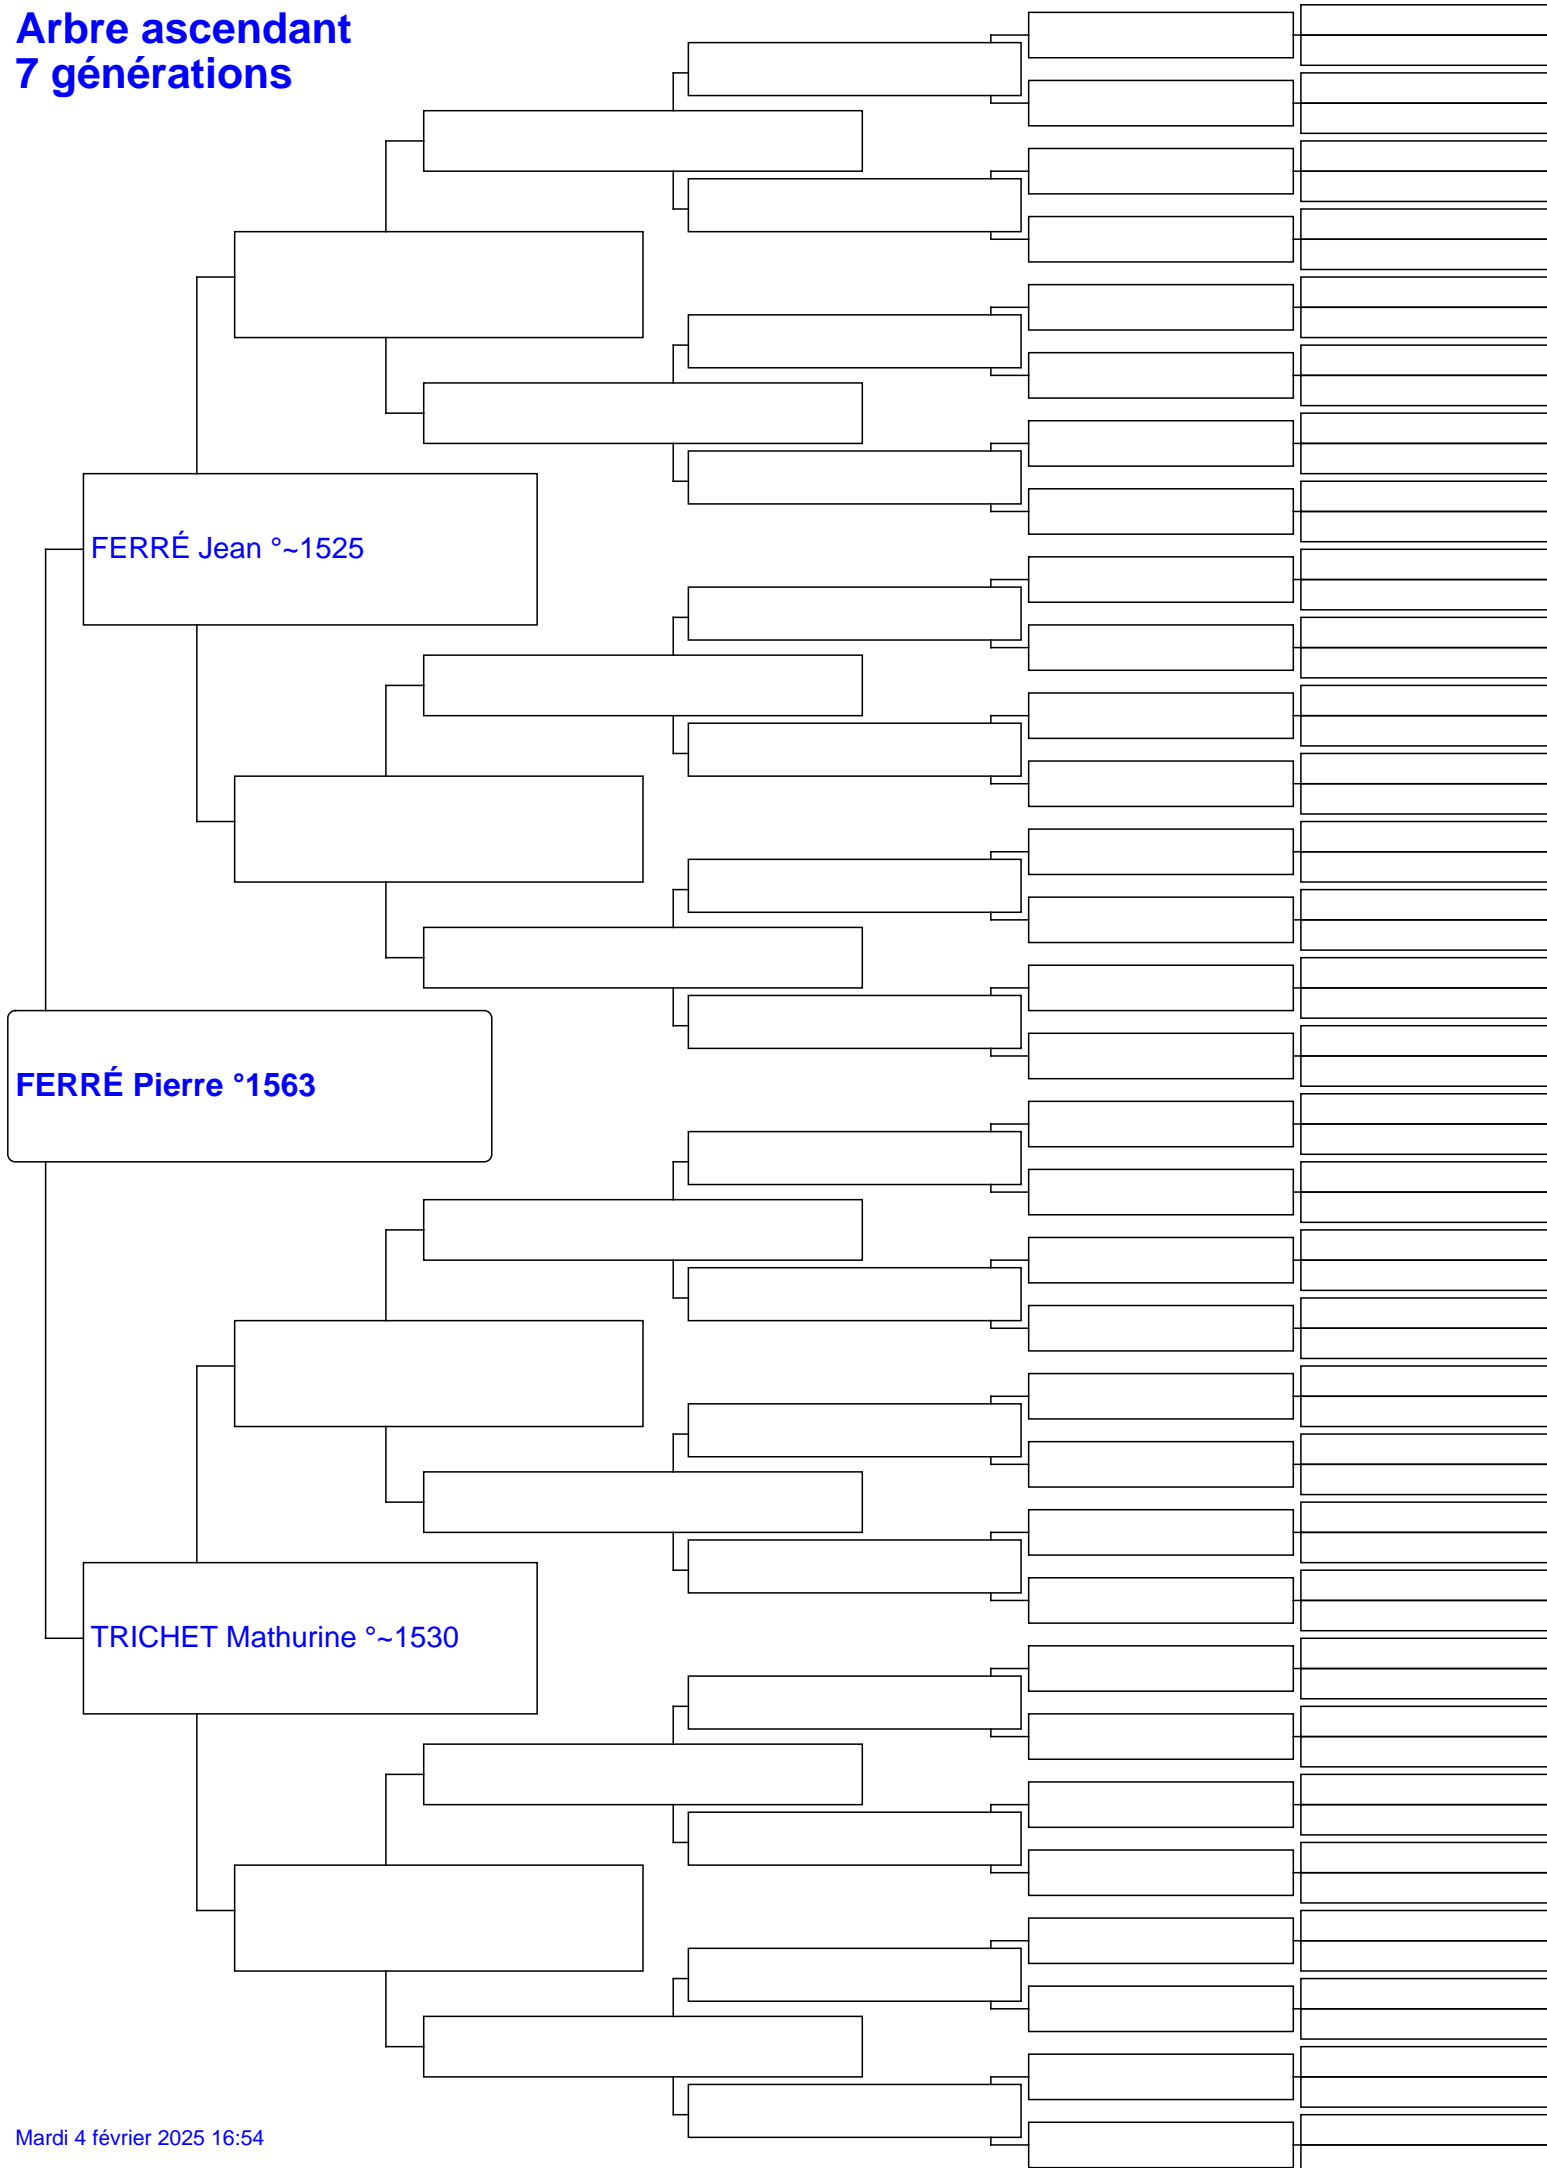 Arbre ascendant
7 générations
FERRÉ Jean °~1525
FERRÉ Pierre °1563
TRICHET Mathurine °~1530
Mardi 4 février 2025 16:54